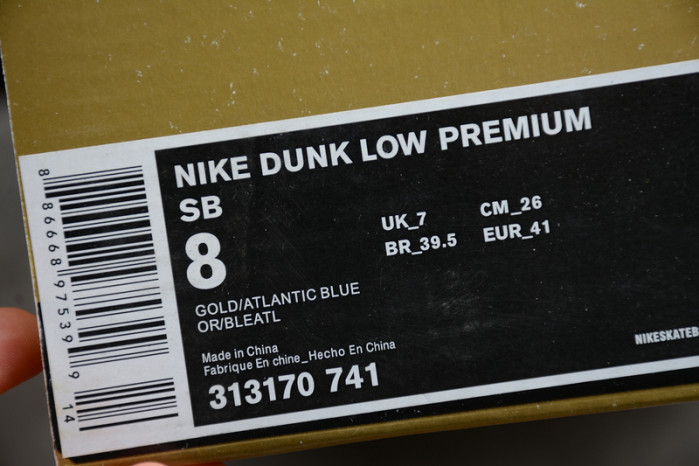 NIKE DUNK LOW PREMIUM
SB
8
UK_7 CM_26
BR_39.5 EUR_41
GOLD/ATLANTIC BLUE
OR/BLEATL
Made in China
Fabrique En chine_Hecho En China
313170 741
NIKESKATEB
8 86668 97539 9
14